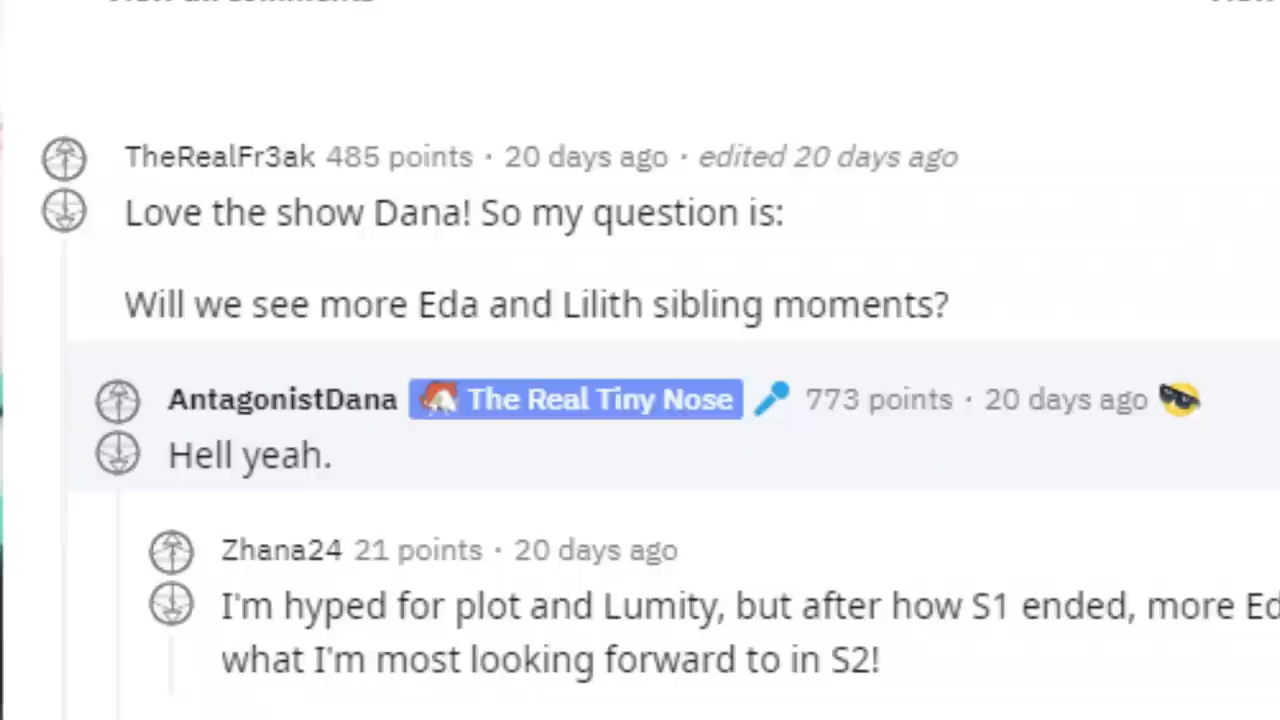 TheRealFr3ak 485 points · 20 days ago · edited 20 days ago
Love the show Dana! So my question is:
Will we see more Eda and Lilith sibling moments?
AntagonistDana The Real Tiny Nose 773 points · 20 days ago
Hell yeah.
Zhana24 21 points · 20 days ago
I'm hyped for plot and Lumity, but after how S1 ended, more Ed
what I'm most looking forward to in S2!